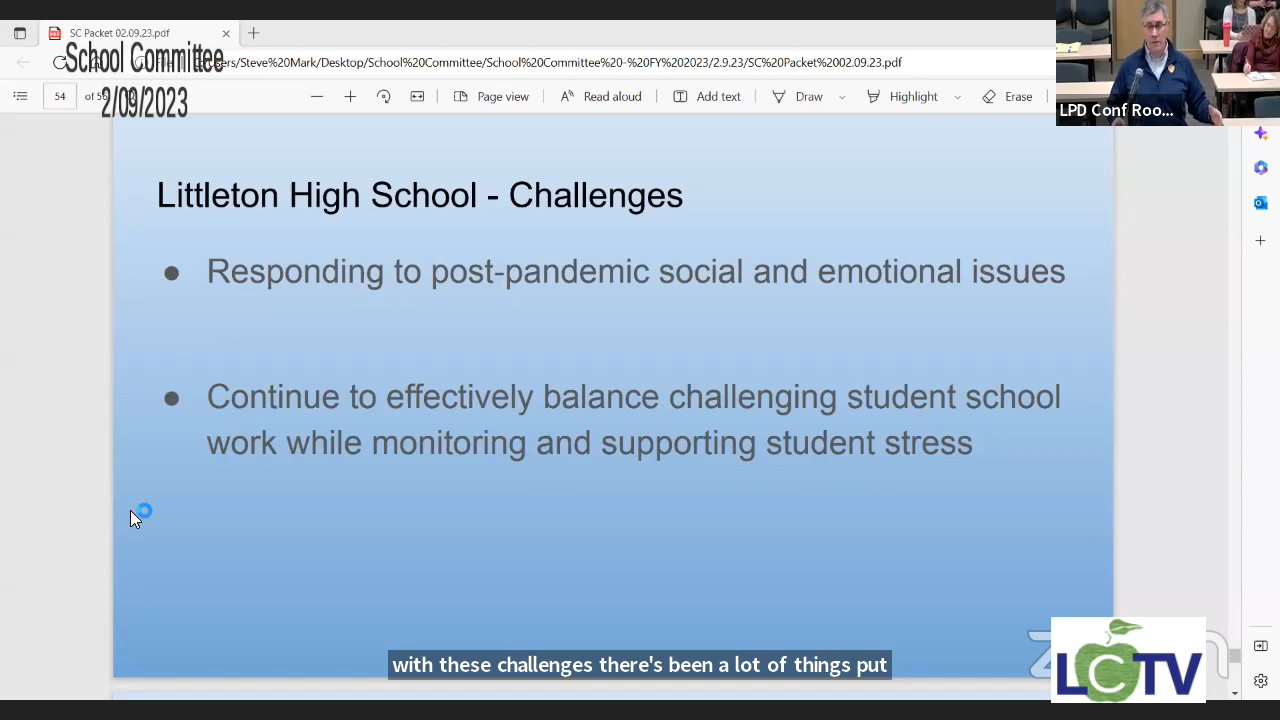 SC Packet 02.09.23.pdf
School Committee
2/09/2023
ers/Steve%20Mark/Desktop/School%20Committee/School%20Committee%20-%20FY%202023/2.9.23/SC%20Packet%2002.09.23.pdf
54
Page view
Read aloud
Add text
Draw
Highlight
Erase
LPD Conf Roo...
Littleton High School - Challenges
● Responding to post-pandemic social and emotional issues
● Continue to effectively balance challenging student school
work while monitoring and supporting student stress
with these challenges there's been a lot of things put
LCTV